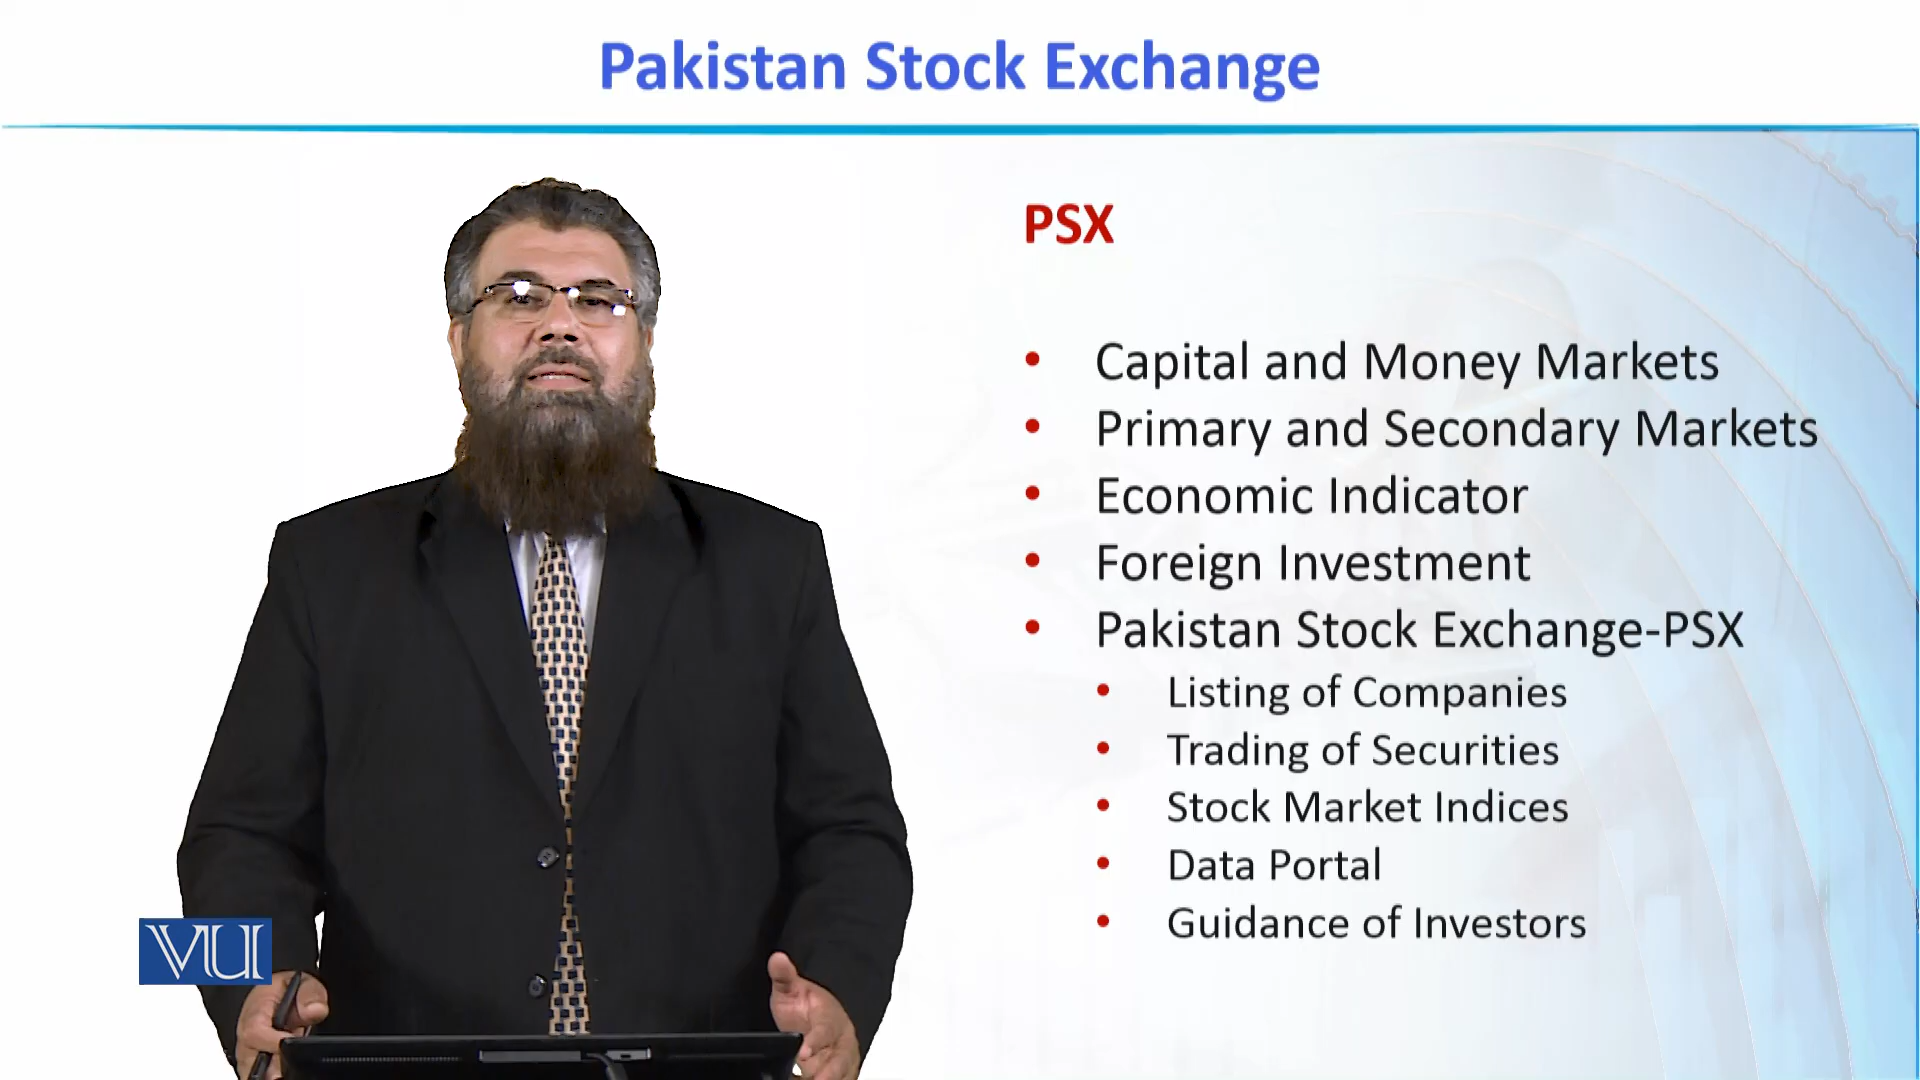 Pakistan Stock Exchange
PSX
• Capital and Money Markets
• Primary and Secondary Markets
• Economic Indicator
• Foreign Investment
• Pakistan Stock Exchange-PSX
• Listing of Companies
• Trading of Securities
• Stock Market Indices
• Data Portal
• Guidance of Investors
VU